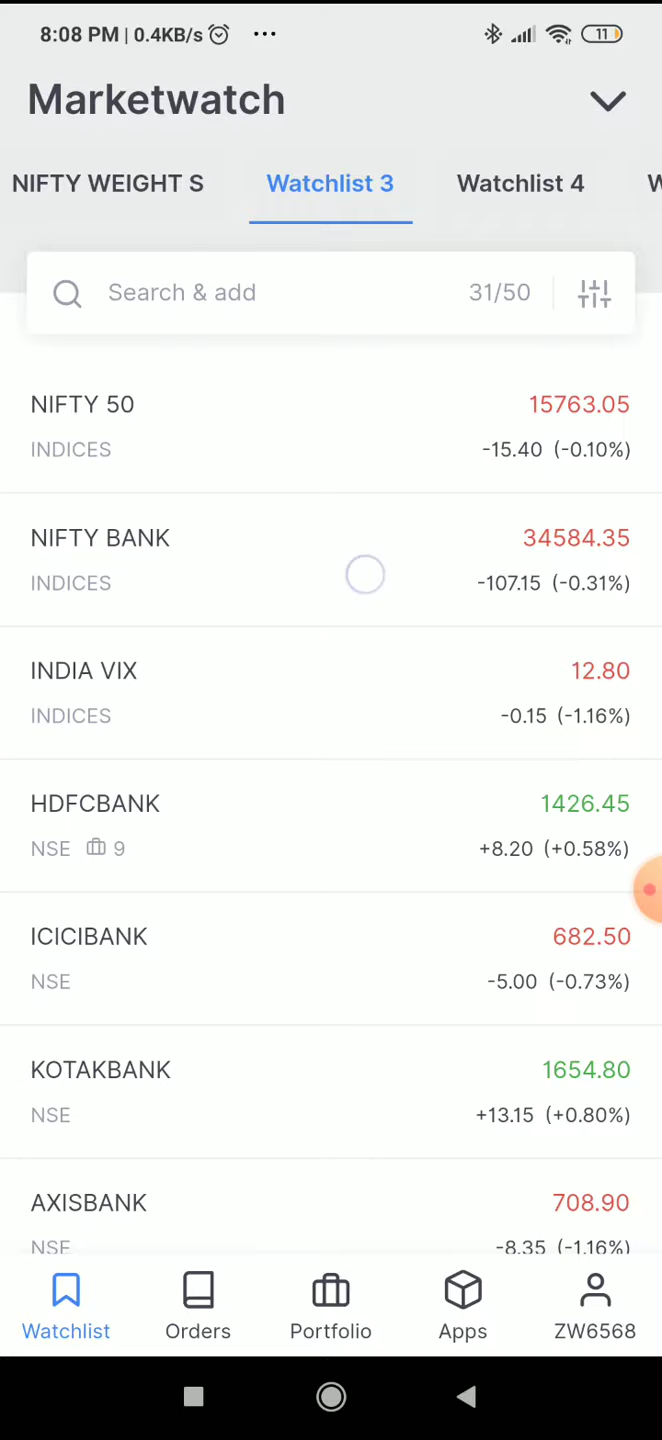 8:08 PM | 0.4KB/s ... 11
Marketwatch
NIFTY WEIGHT S Watchlist 3 Watchlist 4 W
Search & add 31/50
NIFTY 50 15763.05
INDICES -15.40 (-0.10%)
NIFTY BANK 34584.35
INDICES -107.15 (-0.31%)
INDIA VIX 12.80
INDICES -0.15 (-1.16%)
HDFCBANK 1426.45
NSE 9 +8.20 (+0.58%)
ICICIBANK 682.50
NSE -5.00 (-0.73%)
KOTAKBANK 1654.80
NSE +13.15 (+0.80%)
AXISBANK 708.90
NSE -8.35 (-1.16%)
Watchlist Orders Portfolio Apps ZW6568